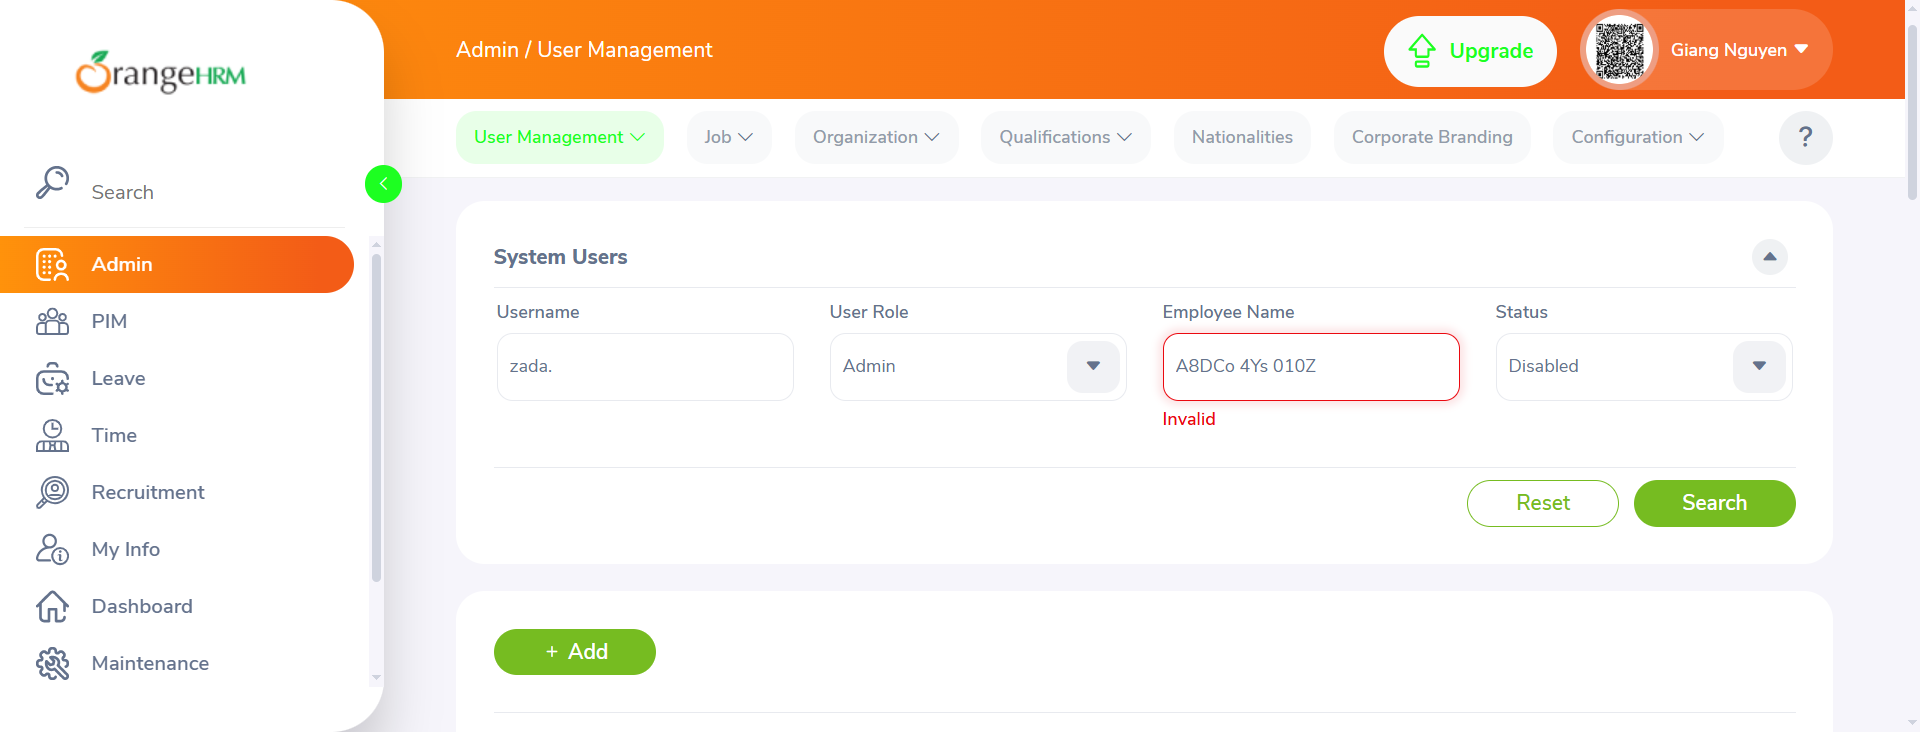 OrangeHRM
Admin / User Management
Upgrade
Giang Nguyen
Search
User Management
Job
Organization
Qualifications
Nationalities
Corporate Branding
Configuration
?
Admin
PIM
Leave
Time
Recruitment
My Info
Dashboard
Maintenance
System Users
Username
User Role
Employee Name
Status
zada.
Admin
A8DCo 4Ys 010Z
Disabled
Invalid
Reset
Search
+ Add